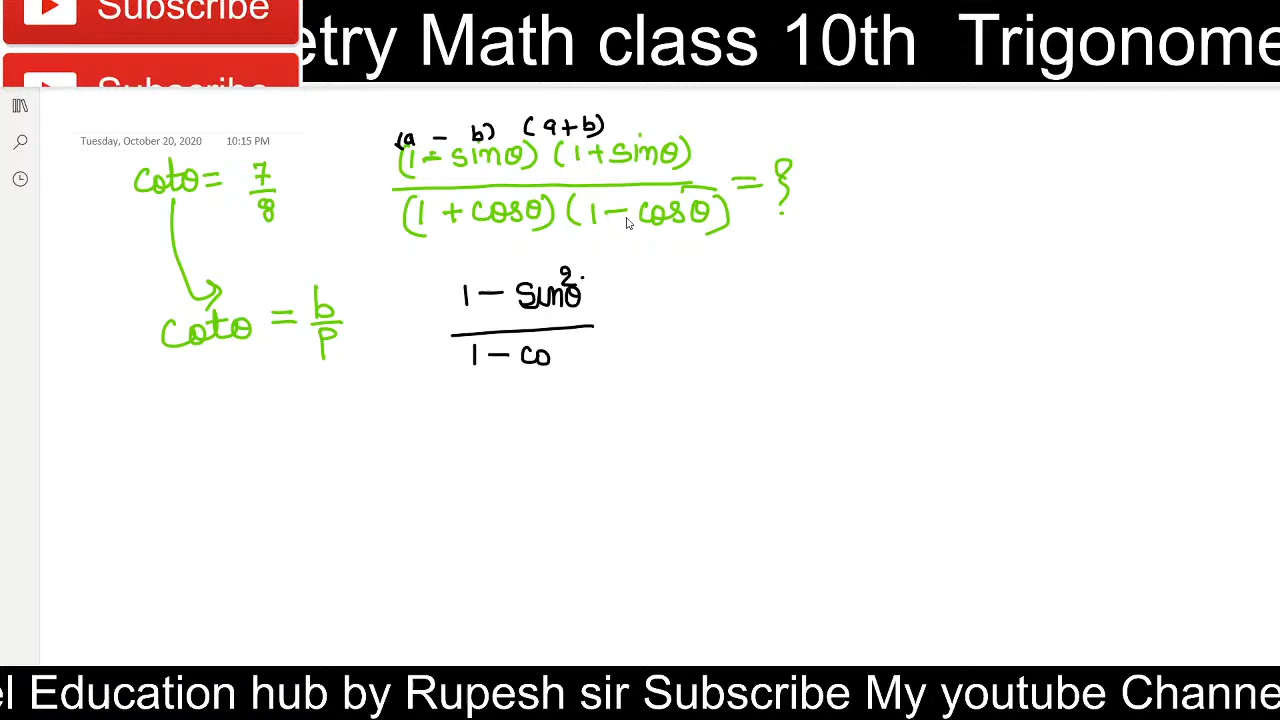 Subscribe
Subscribe
etry Math class 10th Trigonome
Tuesday, October 20, 2020 10:15 PM
(a - b) (a+b)
cotθ = 7/8
(1 - sinθ) (1 + sinθ)
(1 + cosθ) (1 - cosθ)
= ?
cotθ = b/P
1 - sin²θ
1 - co
el Education hub by Rupesh sir Subscribe My youtube Channe